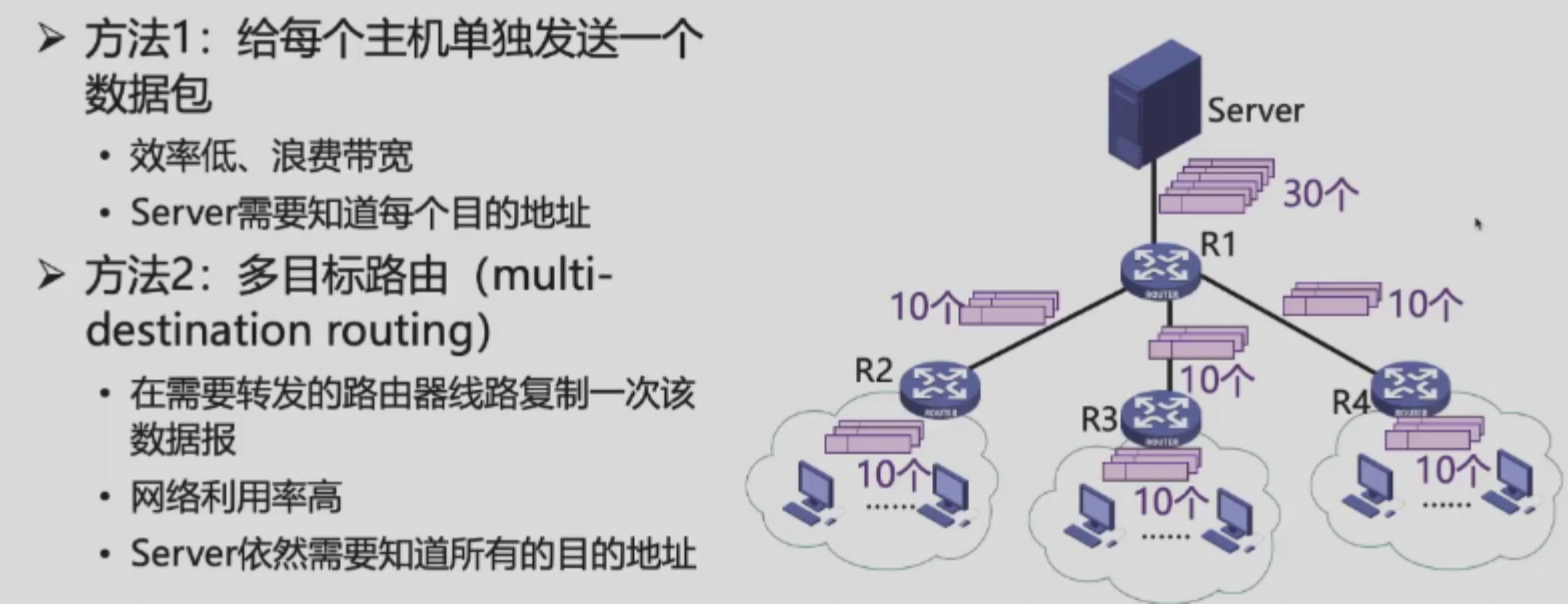 ➤ 方法1：给每个主机单独发送一个
数据包
• 效率低、浪费带宽
• Server需要知道每个目的地址
➤ 方法2：多目标路由（multi-
destination routing）
• 在需要转发的路由器线路复制一次该
数据报
• 网络利用率高
• Server依然需要知道所有的目的地址
Server
30个
R1
10个
10个
10个
R2
R3
R4
ROUTER
ROUTER
ROUTER
ROUTER
10个
10个
10个
......
......
......